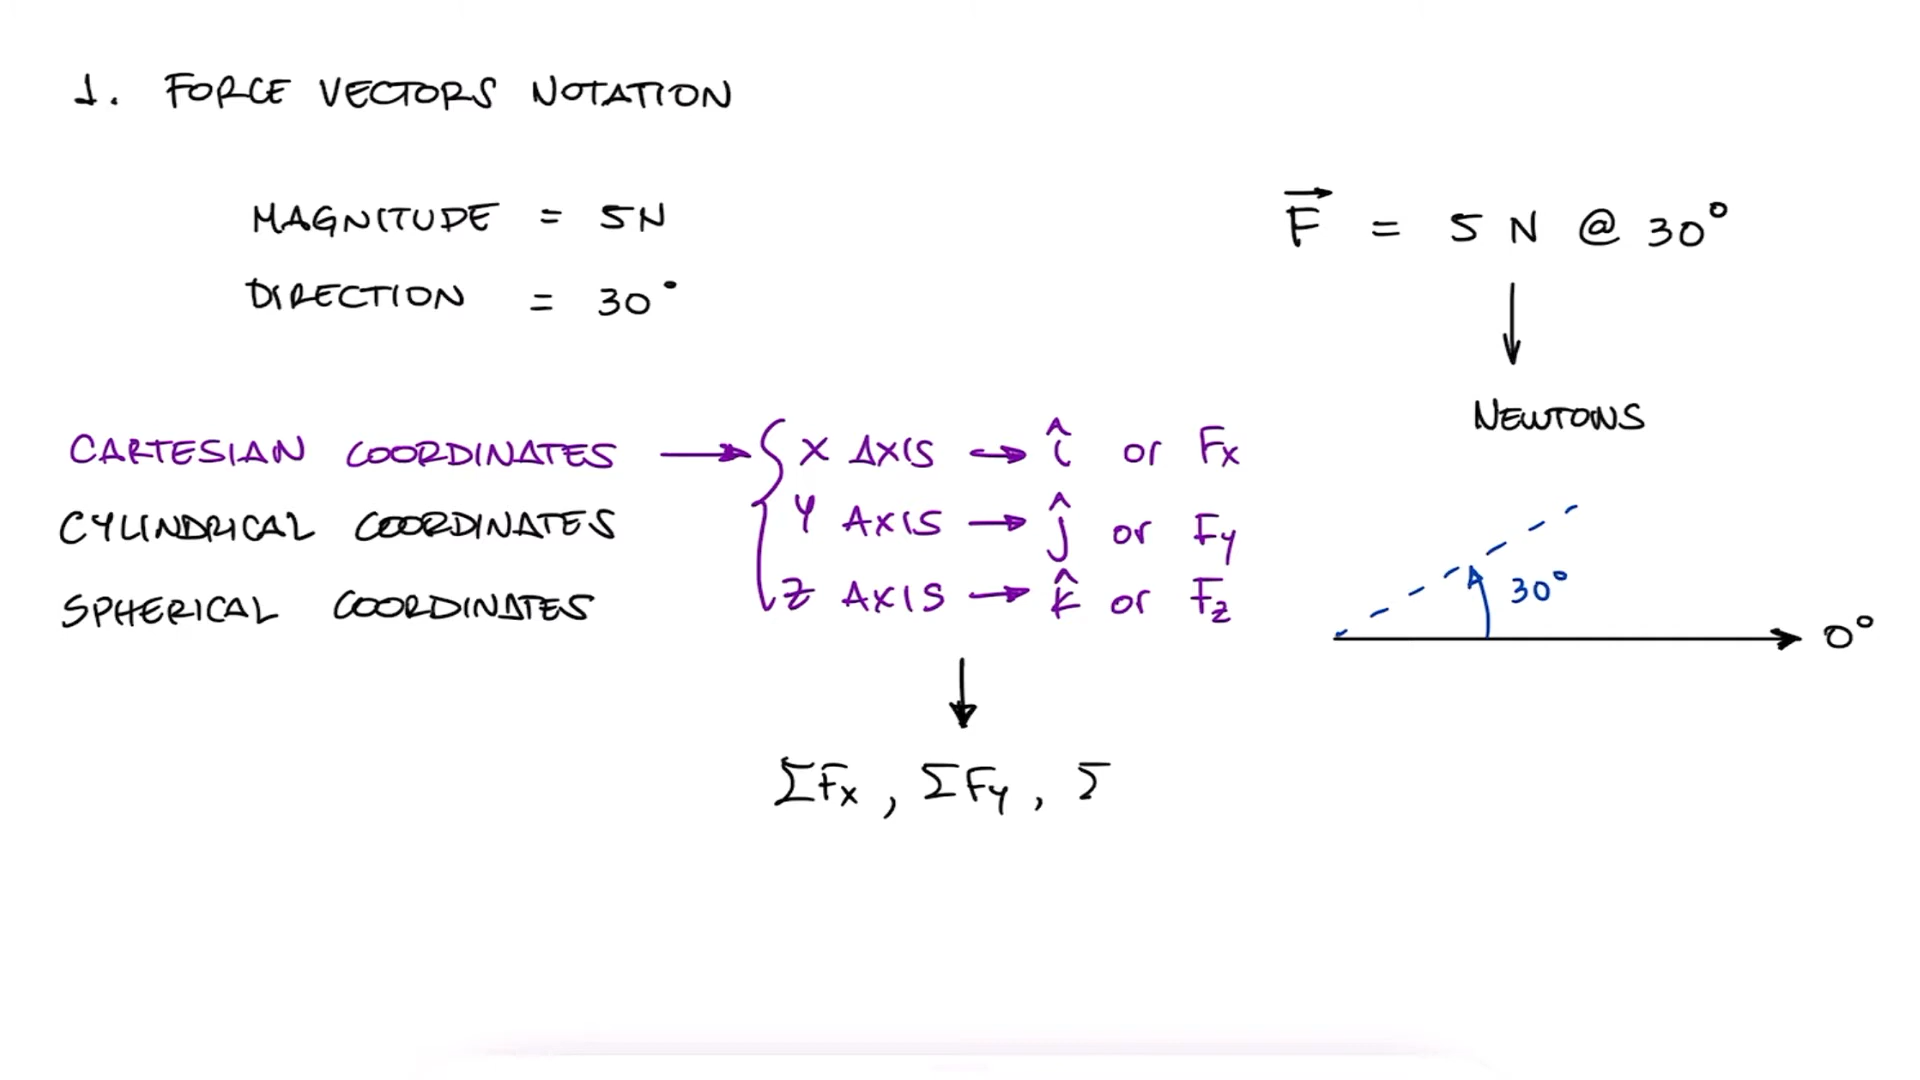 1. FORCE VECTORS NOTATION
MAGNITUDE = 5N
DIRECTION = 30°
F⃗ = 5 N @ 30°
NEWTONS
CARTESIAN COORDINATES → { X AXIS → î or Fx
CYLINDRICAL COORDINATES Y AXIS → ĵ or Fy
SPHERICAL COORDINATES Z AXIS → k̂ or Fz
30°
0°
ΣFx , ΣFy , Σ